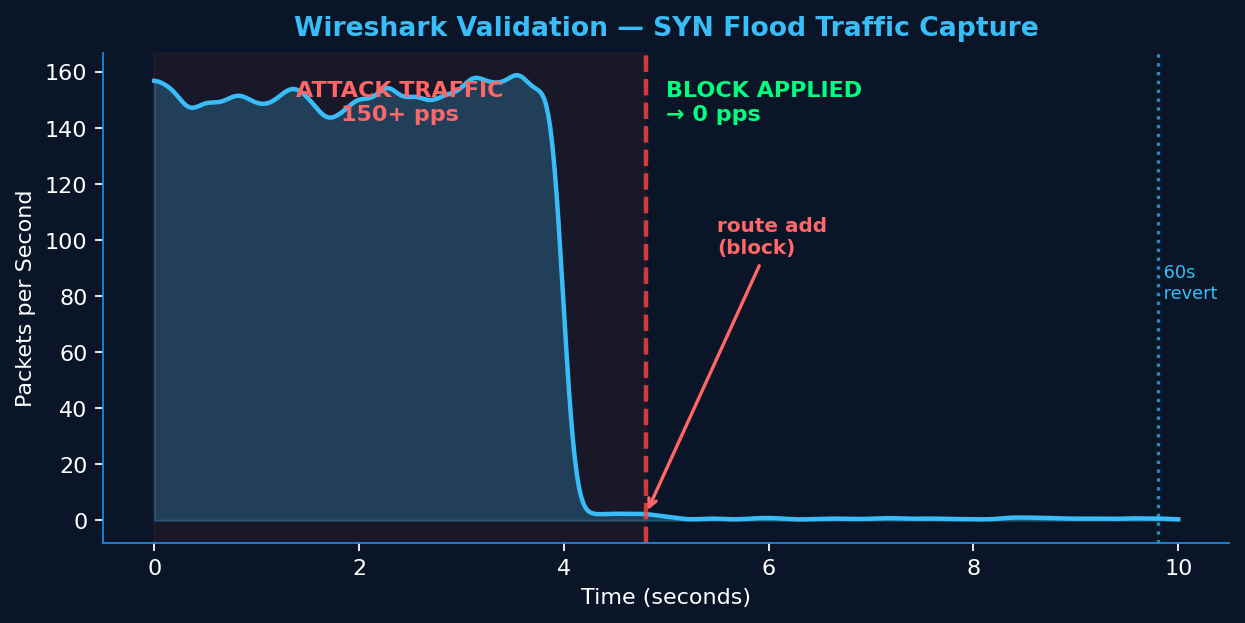 Wireshark Validation — SYN Flood Traffic Capture
Packets per Second
160
140
120
100
80
60
40
20
0
ATTACK TRAFFIC
150+ pps
BLOCK APPLIED
→ 0 pps
route add
(block)
60s
revert
0
2
4
6
8
10
Time (seconds)